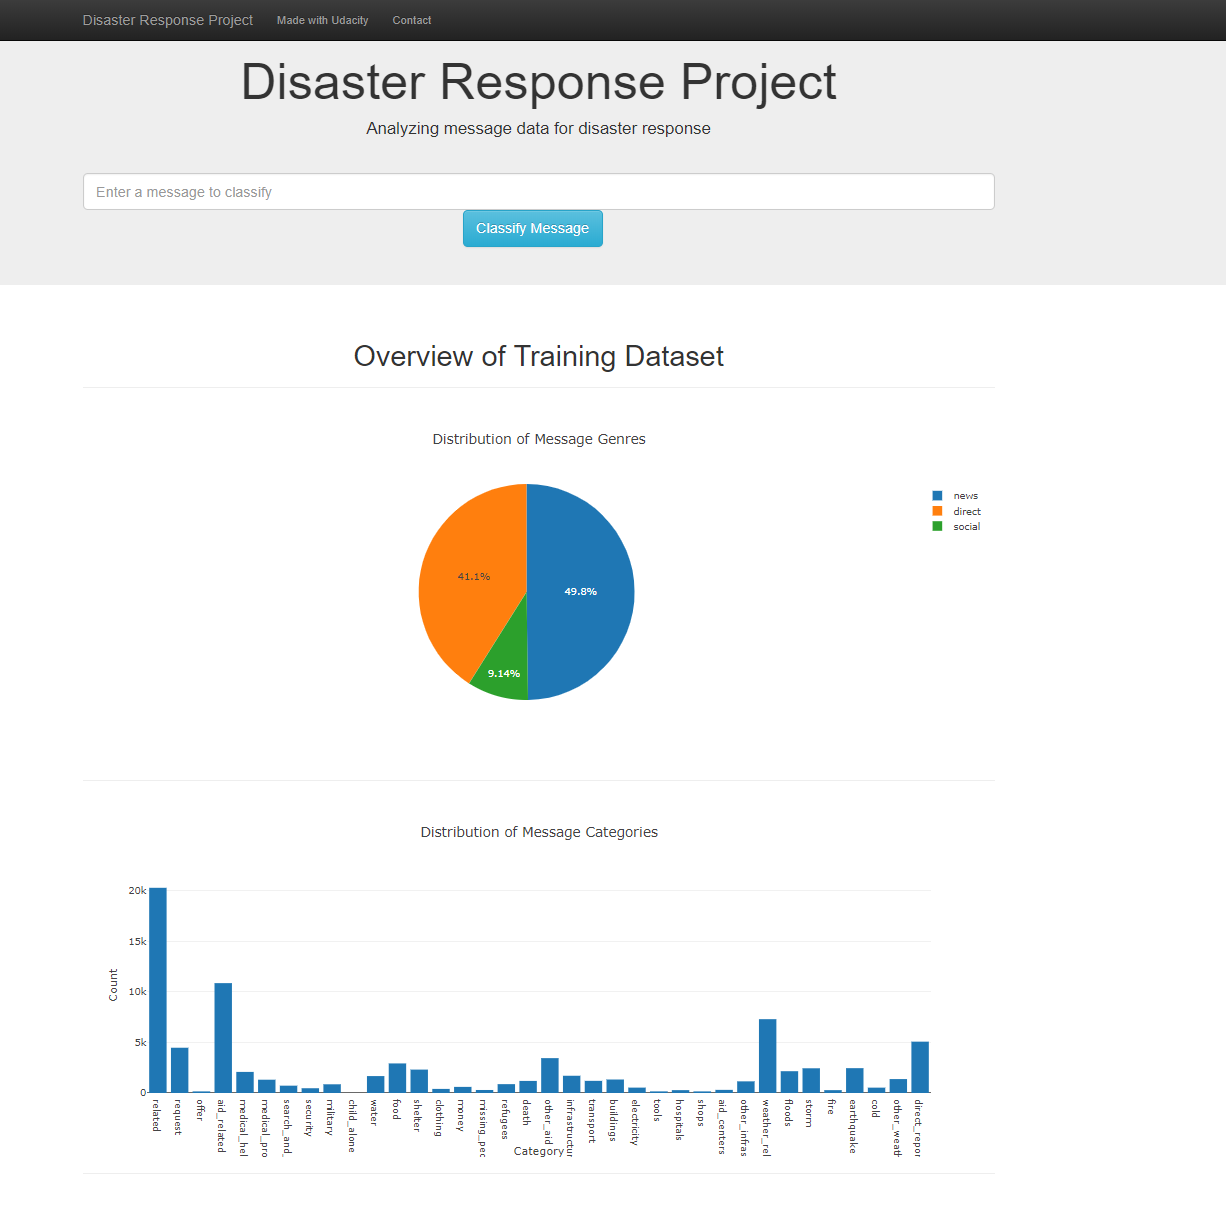 Disaster Response Project Made with Udacity Contact
Disaster Response Project
Analyzing message data for disaster response
Enter a message to classify
Classify Message
Overview of Training Dataset
Distribution of Message Genres
news
direct
social
41.1%
49.8%
9.14%
Distribution of Message Categories
20k
15k
10k
5k
0
Count
related
request
offer
aid_related
medical_hel
medical_pro
search_and_
security
military
child_alone
water
food
shelter
clothing
money
missing_peo
refugees
death
other_aid
infrastructur
transport
buildings
electricity
tools
hospitals
shops
aid_centers
other_infras
weather_rel
floods
storm
fire
earthquake
cold
other_weath
direct_repor
Category